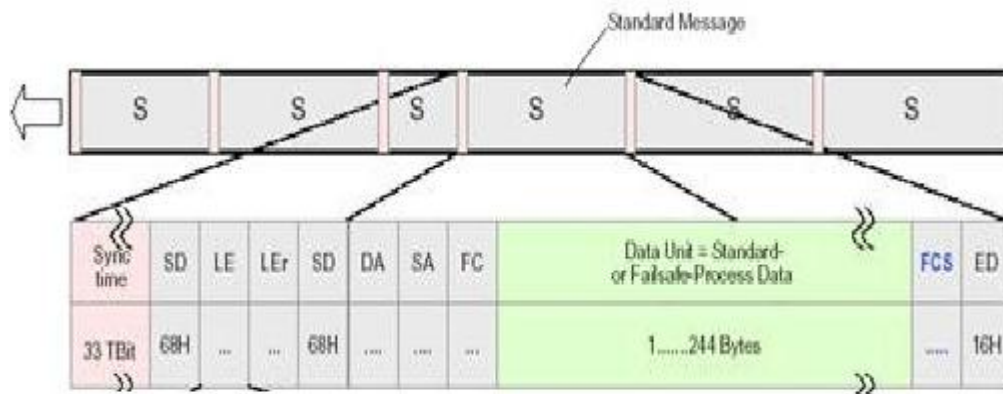 Standard Message
S S S S S S
Sync time SD LE LEr SD DA SA FC Data Unit = Standard- or Failsafe-Process Data FCS ED
33 TBit 68H ... ... 68H .... .... ... 1.......244 Bytes ..... 16H